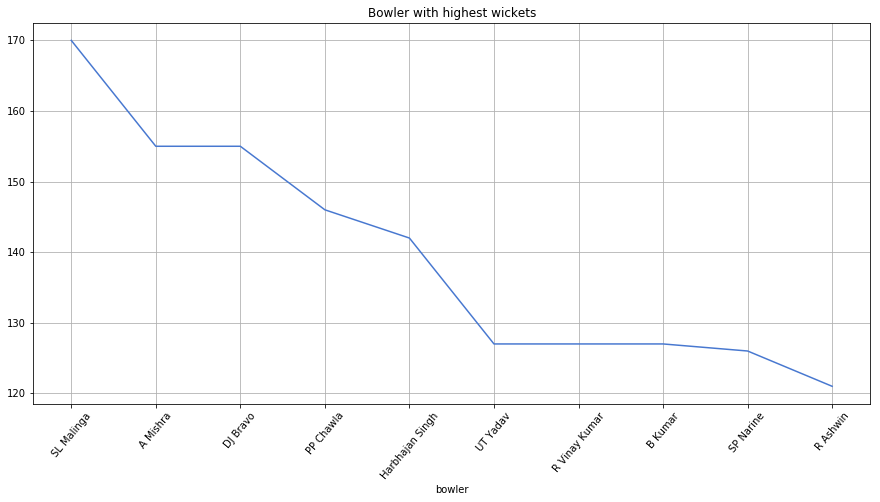 Bowler with highest wickets
170
160
150
140
130
120
SL Malinga
A Mishra
DJ Bravo
PP Chawla
Harbhajan Singh
UT Yadav
R Vinay Kumar
B Kumar
SP Narine
R Ashwin
bowler